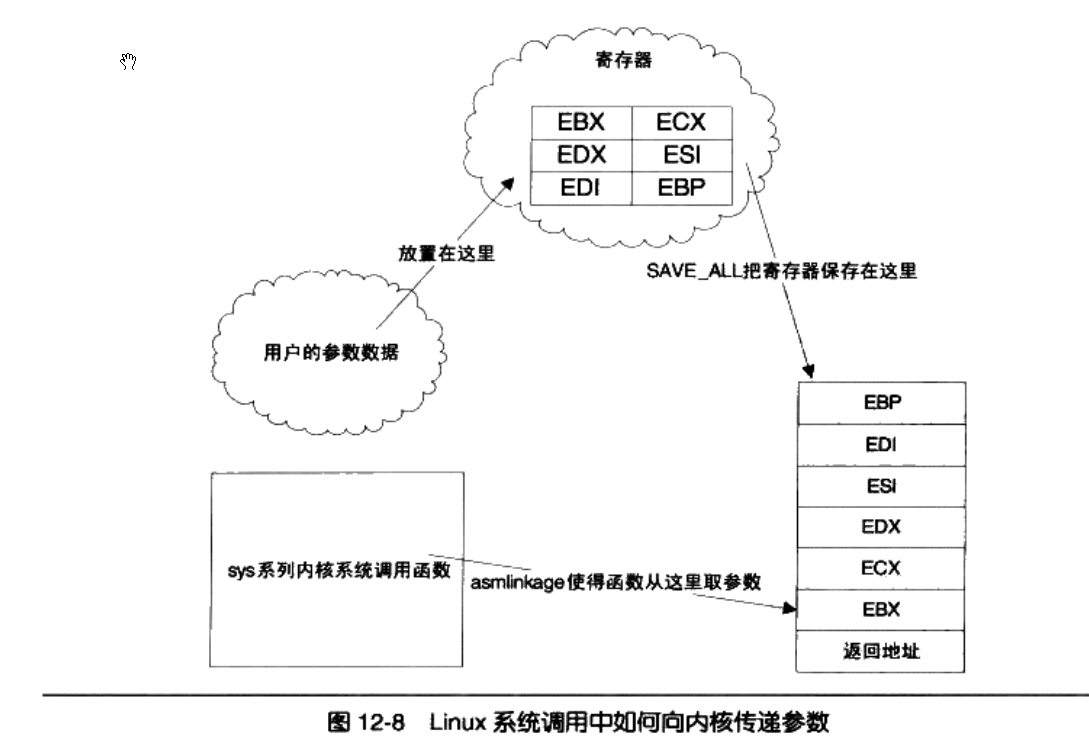 寄存器
EBX ECX
EDX ESI
EDI EBP
放置在这里
SAVE_ALL把寄存器保存在这里
用户的参数数据
EBP
EDI
ESI
EDX
ECX
EBX
返回地址
sys系列内核系统调用函数
asmlinkage使得函数从这里取参数
图 12-8 Linux 系统调用中如何向内核传递参数